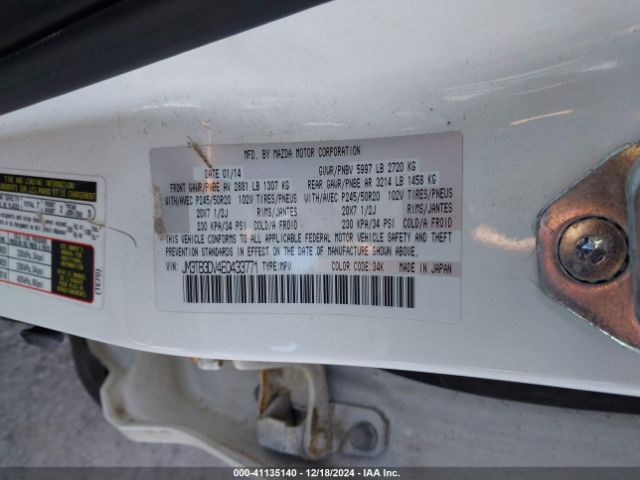 MFD. BY MAZDA MOTOR CORPORATION
DATE 01/14 GVWR/PNBV 5997 LB 2720 KG
FRONT GAWR/PNBE AV 2881 LB 1307 KG REAR GAWR/PNBE AR 3214 LB 1458 KG
WITH/AVEC P245/50R20 102V TIRES/PNEUS WITH/AVEC P245/50R20 102V TIRES/PNEUS
20X7 1/2J RIMS/JANTES 20X7 1/2J RIMS/JANTES
230 KPA/34 PSI COLD/A FROID 230 KPA/34 PSI COLD/A FROID
THIS VEHICLE CONFORMS TO ALL APPLICABLE FEDERAL MOTOR VEHICLE SAFETY AND THEFT
PREVENTION STANDARDS IN EFFECT ON THE DATE OF MANUFACTURE SHOWN ABOVE.
VIN: JM3TB3DV4E0433771 TYPE:MPV COLOR CODE:34K MADE IN JAPAN
TIRE AND LOADING INFORMATION
(TE70)
000-41135140 - 12/18/2024 - IAA Inc.